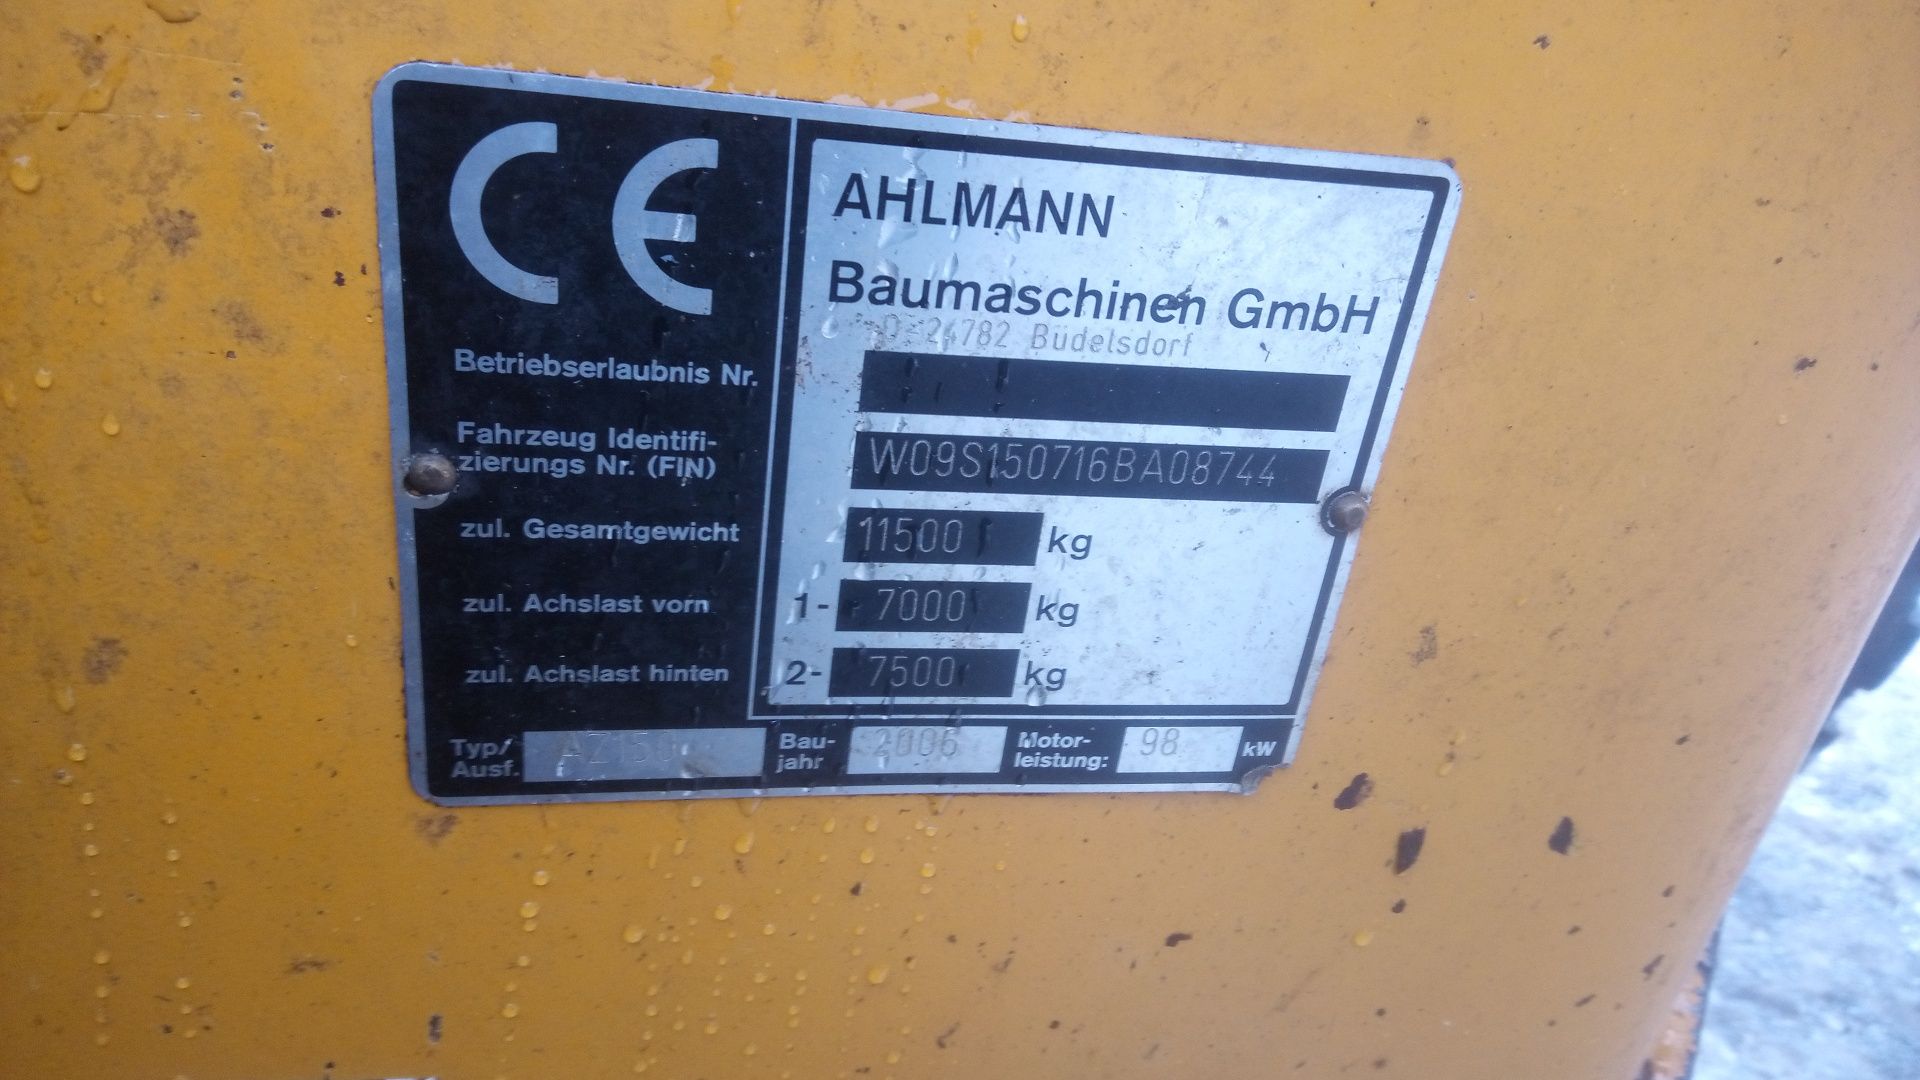 CE
AHLMANN
Baumaschinen GmbH
D-24782 Büdelsdorf
Betriebserlaubnis Nr.
Fahrzeug Identifi-
zierungs Nr. (FIN) W09S150716BA08744
zul. Gesamtgewicht 11500 kg
zul. Achslast vorn 1- 7000 kg
zul. Achslast hinten 2- 7500 kg
Typ/
Ausf. AZ150
Bau-
jahr 2006
Motor-
leistung: 98 kW